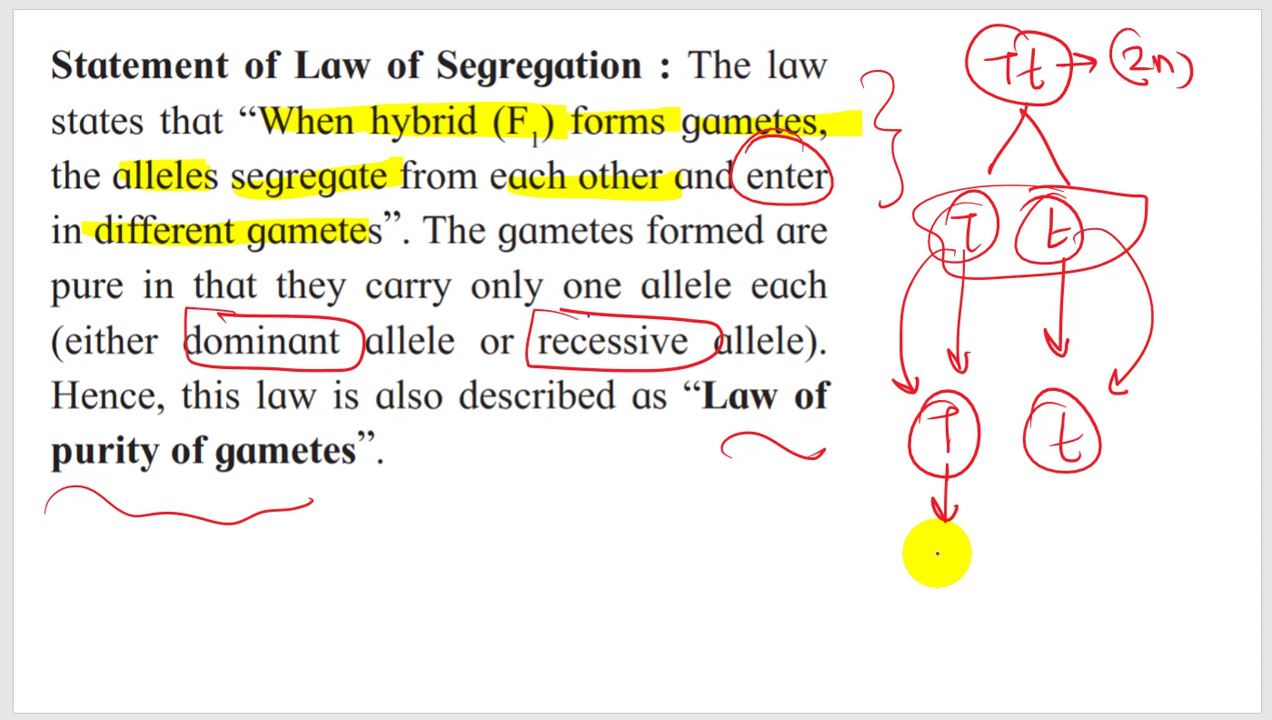 Statement of Law of Segregation : The law
states that “When hybrid (F₁) forms gametes,
the alleles segregate from each other and enter
in different gametes”. The gametes formed are
pure in that they carry only one allele each
(either dominant allele or recessive allele).
Hence, this law is also described as “Law of
purity of gametes”.
Tt → (2n)
T t
T t